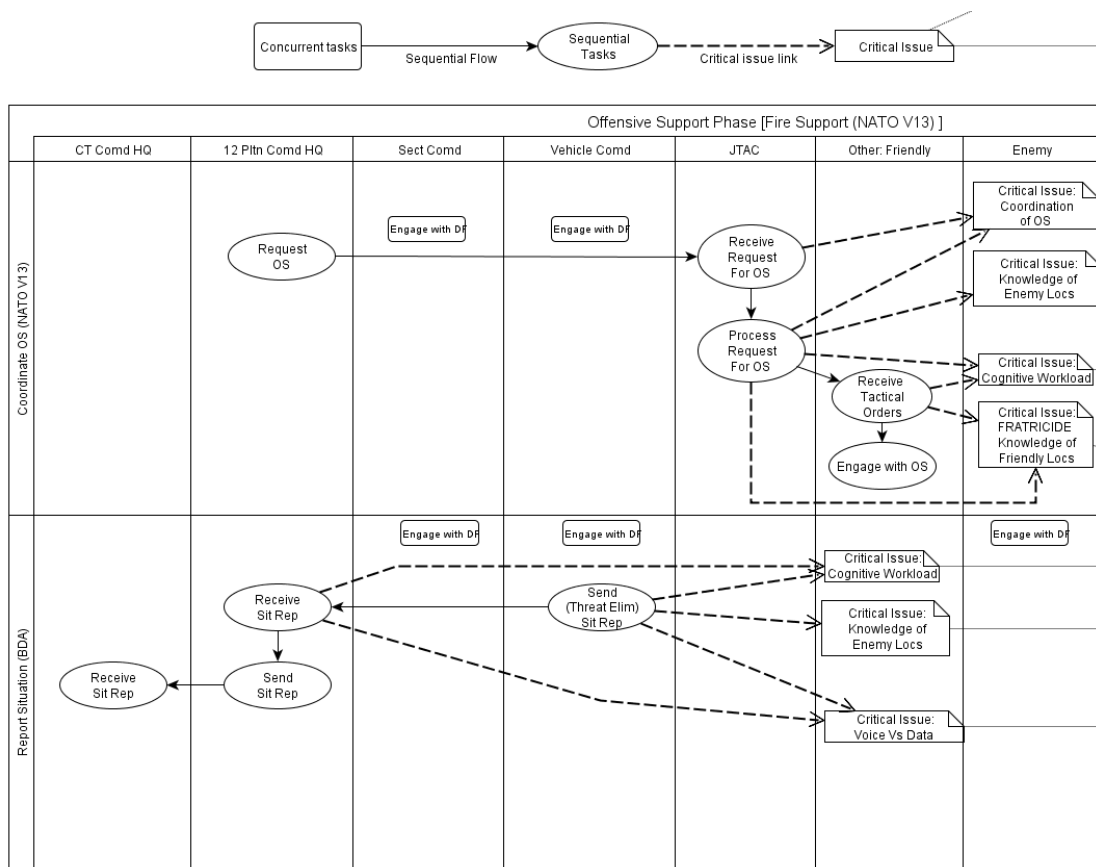 Concurrent tasks
Sequential Flow
Sequential
Tasks
Critical issue link
Critical Issue
Offensive Support Phase [Fire Support (NATO V13) ]
CT Comd HQ
12 Pltn Comd HQ
Sect Comd
Vehicle Comd
JTAC
Other: Friendly
Enemy
Coordinate OS (NATO V13)
Request
OS
Engage with DF
Engage with DF
Receive
Request
For OS
Process
Request
For OS
Receive
Tactical
Orders
Engage with OS
Critical Issue:
Coordination
of OS
Critical Issue:
Knowledge of
Enemy Locs
Critical Issue:
Cognitive Workload
Critical Issue:
FRATRICIDE
Knowledge of
Friendly Locs
Report Situation (BDA)
Engage with DF
Engage with DF
Engage with DF
Receive
Sit Rep
Send
Sit Rep
Receive
Sit Rep
Send
(Threat Elim)
Sit Rep
Critical Issue:
Cognitive Workload
Critical Issue:
Knowledge of
Enemy Locs
Critical Issue:
Voice Vs Data